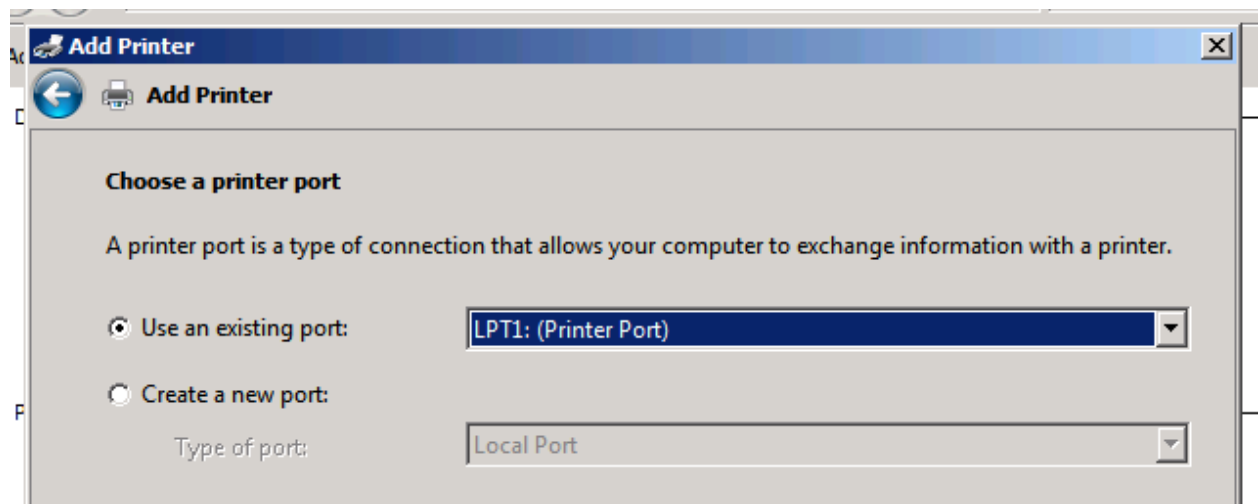 Add Printer
Add Printer
Choose a printer port
A printer port is a type of connection that allows your computer to exchange information with a printer.
Use an existing port: LPT1: (Printer Port)
Create a new port:
Type of port: Local Port